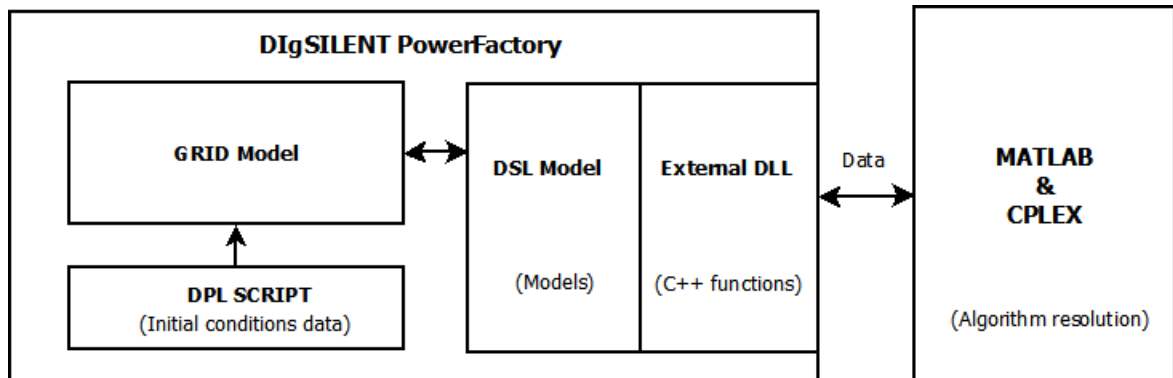 DIgSILENT PowerFactory
GRID Model
DPL SCRIPT
(Initial conditions data)
DSL Model
(Models)
External DLL
(C++ functions)
Data
MATLAB
&
CPLEX
(Algorithm resolution)